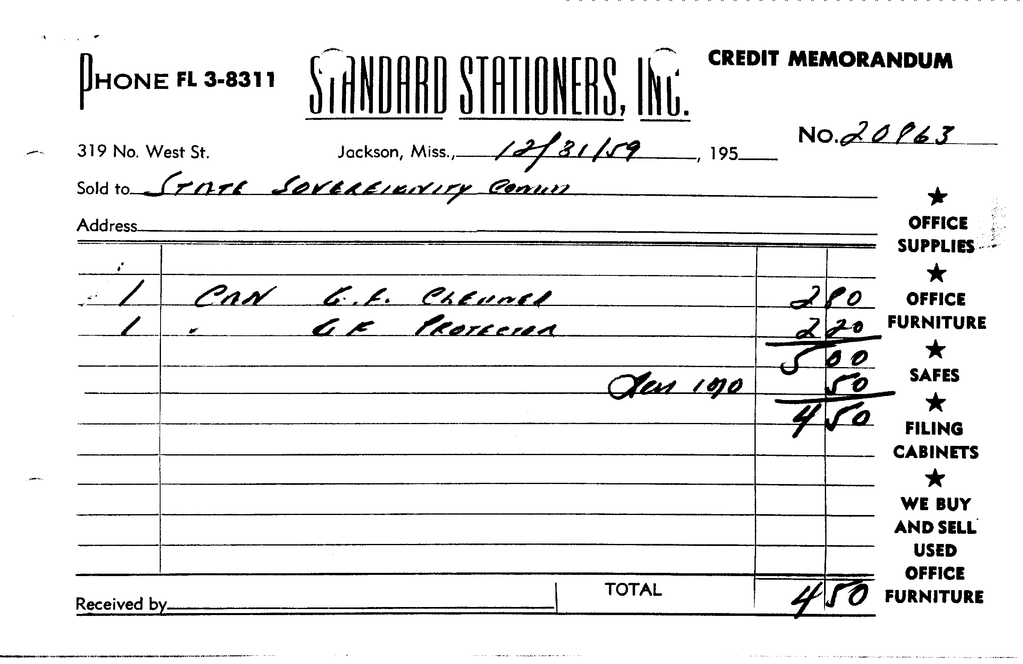 PHONE FL 3-8311 STANDARD STATIONERS, INC. CREDIT MEMORANDUM
No. 20963
319 No. West St. Jackson, Miss., 12/31/59, 195
Sold to STATE SOVEREIGNITY Comm
Address
1 CAN G.F. CLEANER 2 80
1 " GF PROTECTOR 2 20
5 00
Less 10% 50
4 50
TOTAL 4 50
Received by
★
OFFICE
SUPPLIES
★
OFFICE
FURNITURE
★
SAFES
★
FILING
CABINETS
★
WE BUY
AND SELL
USED
OFFICE
FURNITURE